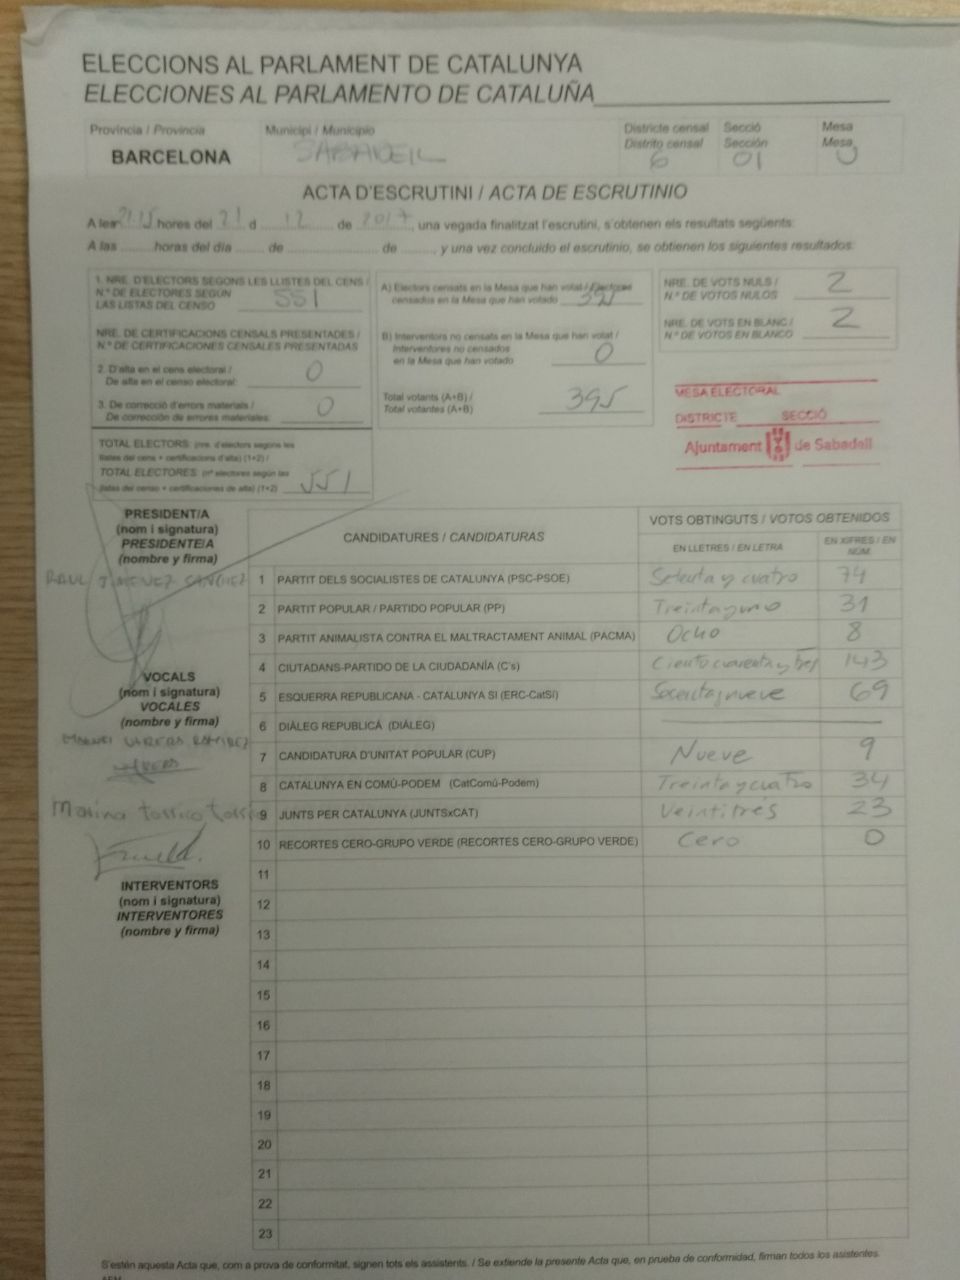 ELECCIONS AL PARLAMENT DE CATALUNYA
ELECCIONES AL PARLAMENTO DE CATALUÑA
Província / Provincia
BARCELONA
Municipi / Municipio
SABADELL
Districte censal
Distrito censal
6
Secció
Sección
01
Mesa
Mesa
U
ACTA D'ESCRUTINI / ACTA DE ESCRUTINIO
A les 21:15 hores del 21 d 12 de 2017, una vegada finalitzat l'escrutini, s'obtenen els resultats següents:
A las ........ horas del día ....... de ........................ de ........, y una vez concluido el escrutinio, se obtienen los siguientes resultados:
1. NRE. D'ELECTORS SEGONS LES LLISTES DEL CENS /
N.º DE ELECTORES SEGÚN
LAS LISTAS DEL CENSO 551
NRE. DE CERTIFICACIONS CENSALS PRESENTADES /
N.º DE CERTIFICACIONES CENSALES PRESENTADAS
2. D'alta en el cens electoral /
De alta en el censo electoral: 0
3. De correcció d'errors materials /
De corrección de errores materiales: 0
TOTAL ELECTORS: (nre. d'electors segons les
llistes del cens + certificacions d'alta) (1+2) /
TOTAL ELECTORES: (nº electores según las
listas del censo + certificaciones de alta) (1+2) 551
A) Electors censats en la Mesa que han votat / Electores
censados en la Mesa que han votado 395
B) Interventors no censats en la Mesa que han votat /
Interventores no censados
en la Mesa que han votado 0
Total votants (A+B) /
Total votantes (A+B) 395
NRE. DE VOTS NULS /
N.º DE VOTOS NULOS 2
NRE. DE VOTS EN BLANC /
N.º DE VOTOS EN BLANCO 2
MESA ELECTORAL
DISTRICTE SECCIÓ
Ajuntament de Sabadell
PRESIDENT/A
(nom i signatura)
PRESIDENTE/A
(nombre y firma)
RAUL JIMENEZ SANCHEZ
VOCALS
(nom i signatura)
VOCALES
(nombre y firma)
Marina Torrico
INTERVENTORS
(nom i signatura)
INTERVENTORES
(nombre y firma)
CANDIDATURES / CANDIDATURAS
VOTS OBTINGUTS / VOTOS OBTENIDOS
EN LLETRES / EN LETRA
EN XIFRES / EN NÚM.
1 PARTIT DELS SOCIALISTES DE CATALUNYA (PSC-PSOE) Setenta y cuatro 74
2 PARTIT POPULAR / PARTIDO POPULAR (PP) Treinta y uno 31
3 PARTIT ANIMALISTA CONTRA EL MALTRACTAMENT ANIMAL (PACMA) Ocho 8
4 CIUTADANS-PARTIDO DE LA CIUDADANÍA (C's) Ciento cuarenta y tres 143
5 ESQUERRA REPUBLICANA - CATALUNYA SÍ (ERC-CatSí) Sesenta y nueve 69
6 DIÀLEG REPUBLICÀ (DIÀLEG)
7 CANDIDATURA D'UNITAT POPULAR (CUP) Nueve 9
8 CATALUNYA EN COMÚ-PODEM (CatComú-Podem) Treinta y cuatro 34
9 JUNTS PER CATALUNYA (JUNTSxCAT) Veintitrés 23
10 RECORTES CERO-GRUPO VERDE (RECORTES CERO-GRUPO VERDE) Cero 0
11
12
13
14
15
16
17
18
19
20
21
22
23
S'estén aquesta Acta que, com a prova de conformitat, signen tots els assistents. / Se extiende la presente Acta que, en prueba de conformidad, firman todos los asistentes.